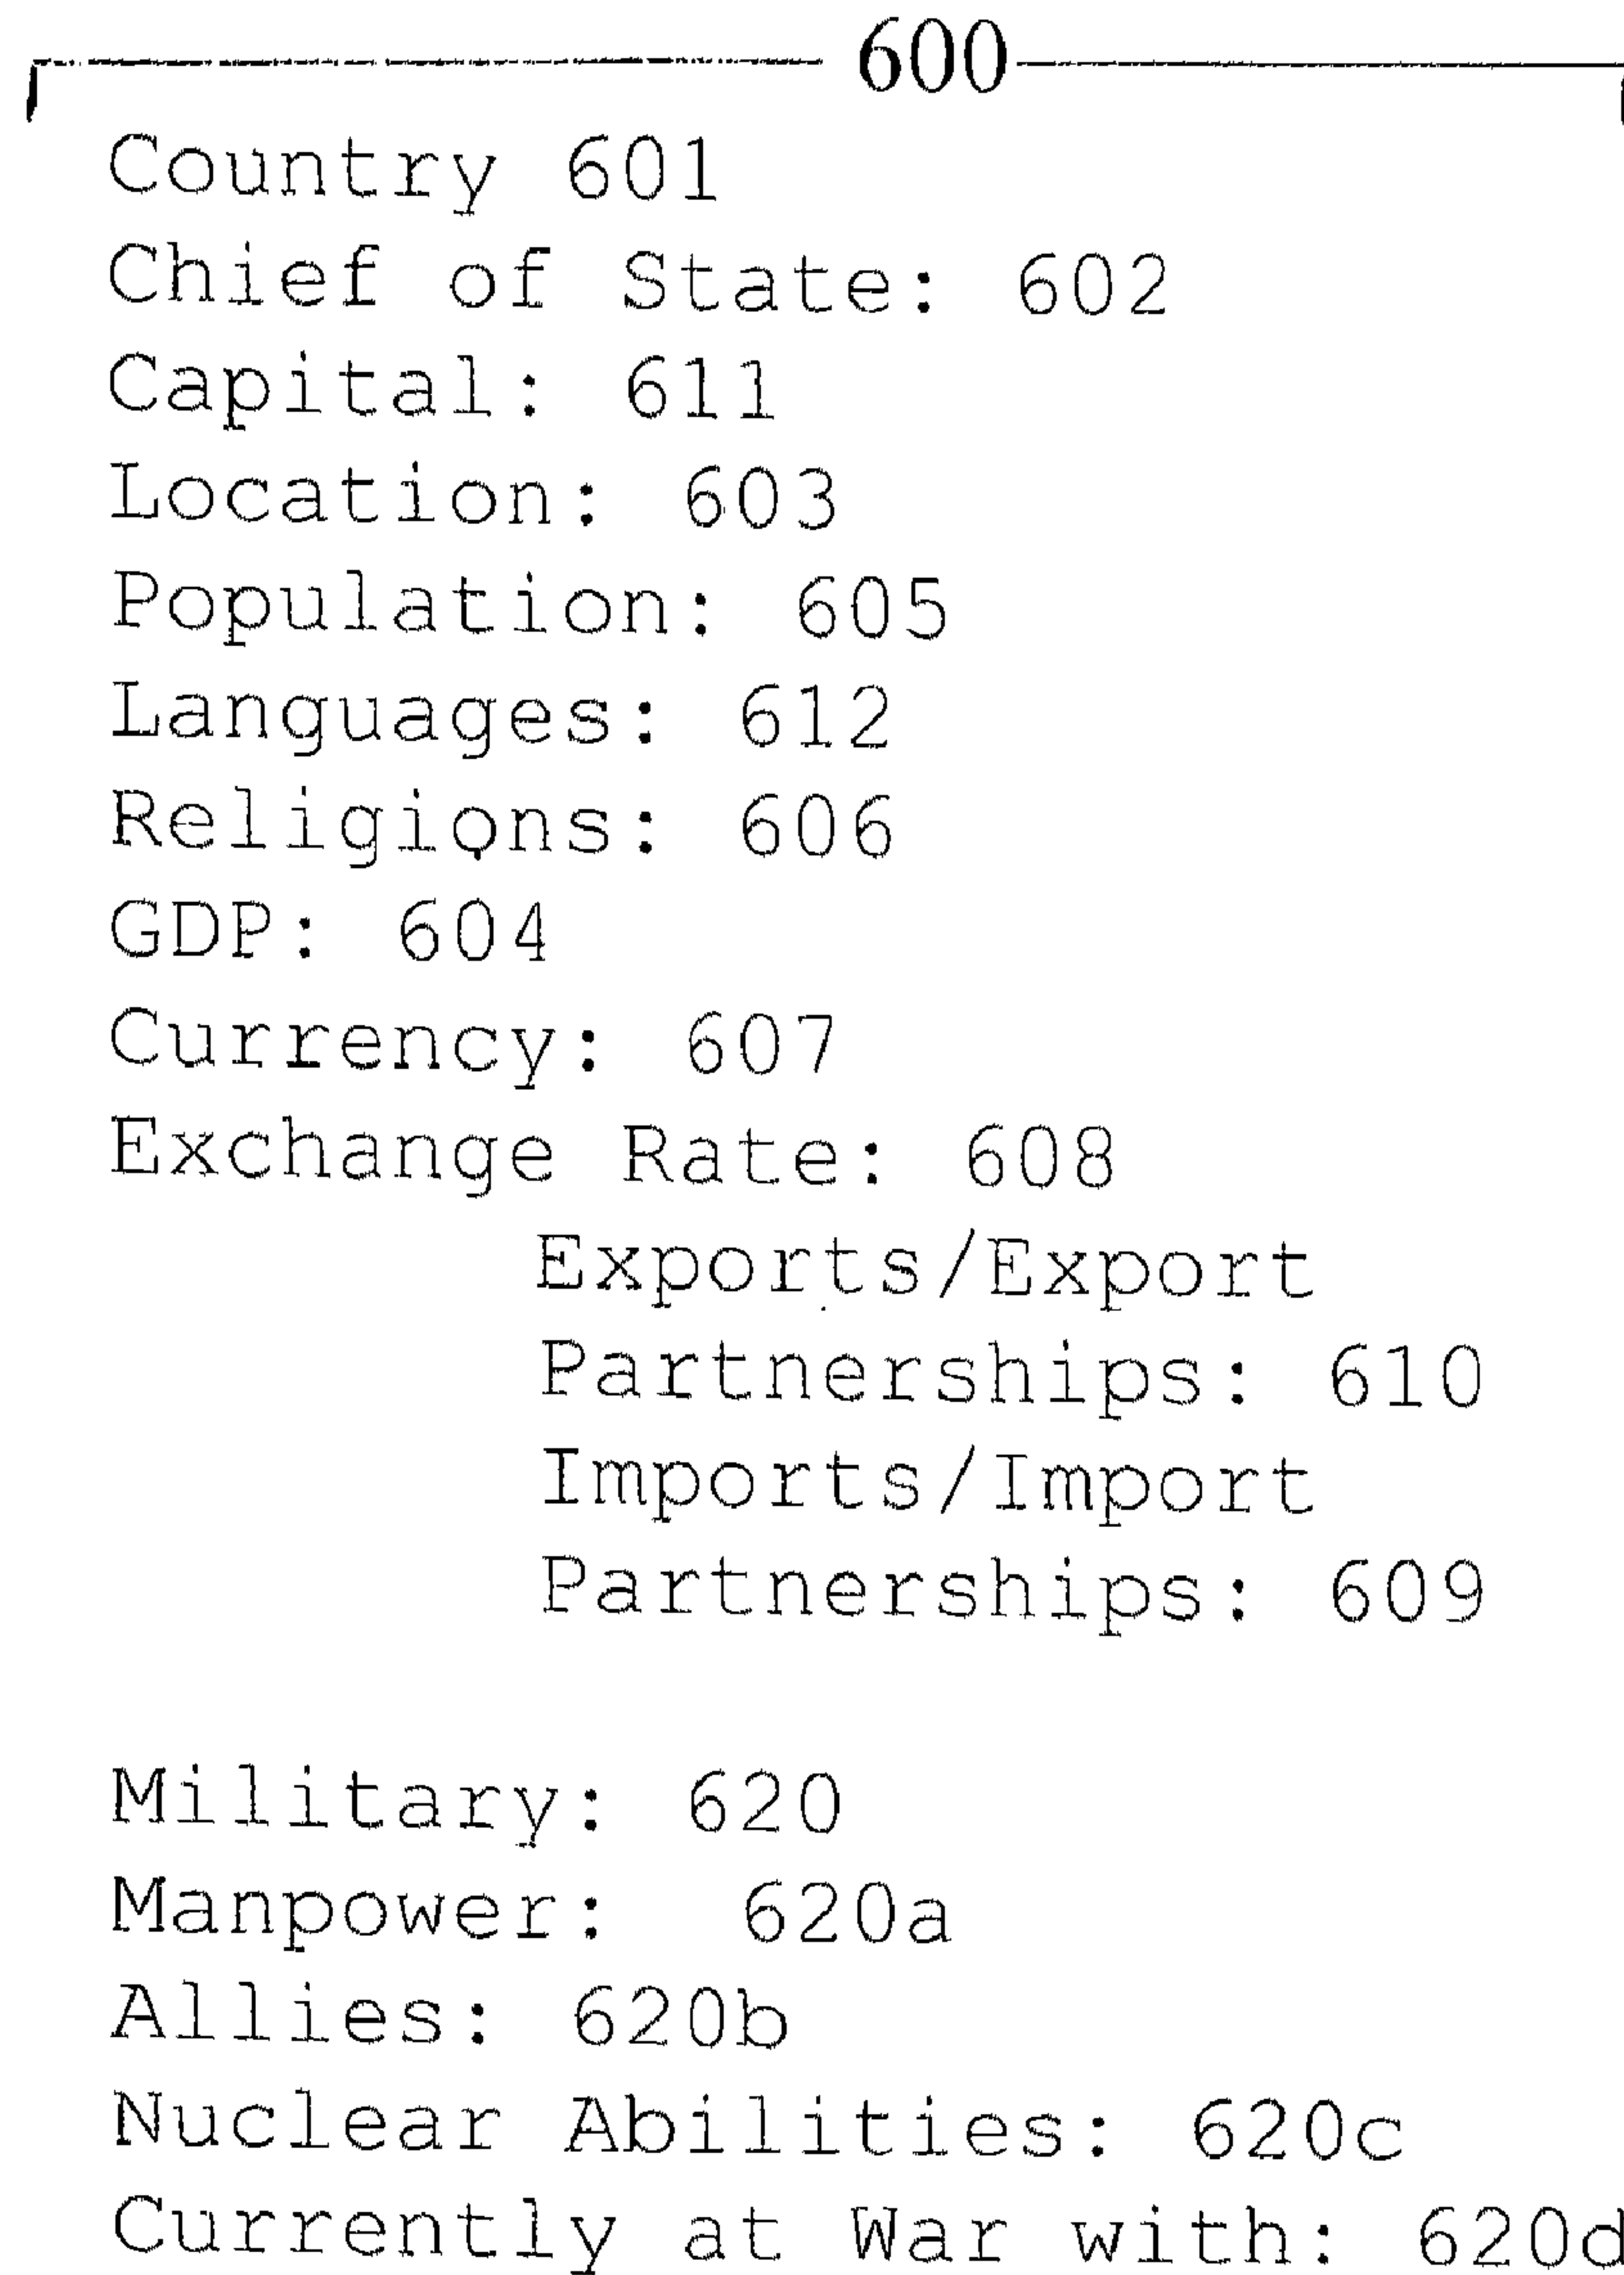 600
Country 601
Chief of State: 602
Capital: 611
Location: 603
Population: 605
Languages: 612
Religions: 606
GDP: 604
Currency: 607
Exchange Rate: 608
Exports/Export
Partnerships: 610
Imports/Import
Partnerships: 609
Military: 620
Manpower: 620a
Allies: 620b
Nuclear Abilities: 620c
Currently at War with: 620d